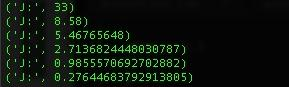 ('J:', 33)
('J:', 8.58)
('J:', 5.46765648)
('J:', 2.7136824448030787)
('J:', 0.9855570692702882)
('J:', 0.27644683792913805)